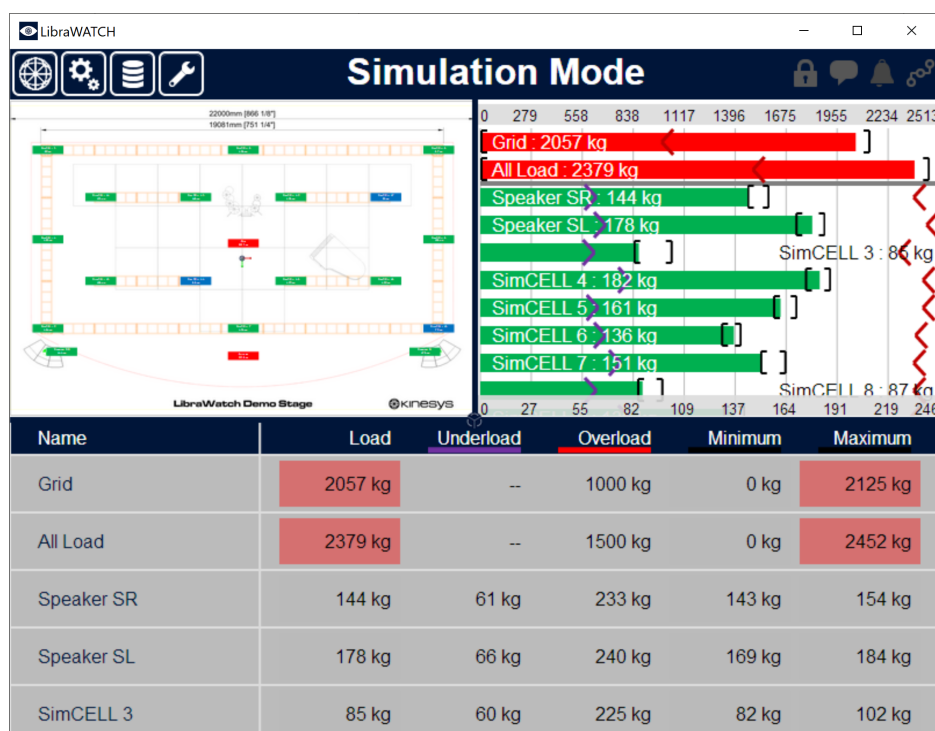 LibraWATCH
Simulation Mode
22000mm [866 1/8"]
19081mm [751 1/4"]
LibraWatch Demo Stage
KINESYS
0 279 558 838 1117 1396 1675 1955 2234 2513
Grid : 2057 kg
All Load : 2379 kg
Speaker SR : 144 kg
Speaker SL : 178 kg
SimCELL 3 : 85 kg
SimCELL 4 : 182 kg
SimCELL 5 : 161 kg
SimCELL 6 : 136 kg
SimCELL 7 : 151 kg
SimCELL 8 : 87 kg
0 27 55 82 109 137 164 191 219 246
Name Load Underload Overload Minimum Maximum
Grid 2057 kg -- 1000 kg 0 kg 2125 kg
All Load 2379 kg -- 1500 kg 0 kg 2452 kg
Speaker SR 144 kg 61 kg 233 kg 143 kg 154 kg
Speaker SL 178 kg 66 kg 240 kg 169 kg 184 kg
SimCELL 3 85 kg 60 kg 225 kg 82 kg 102 kg